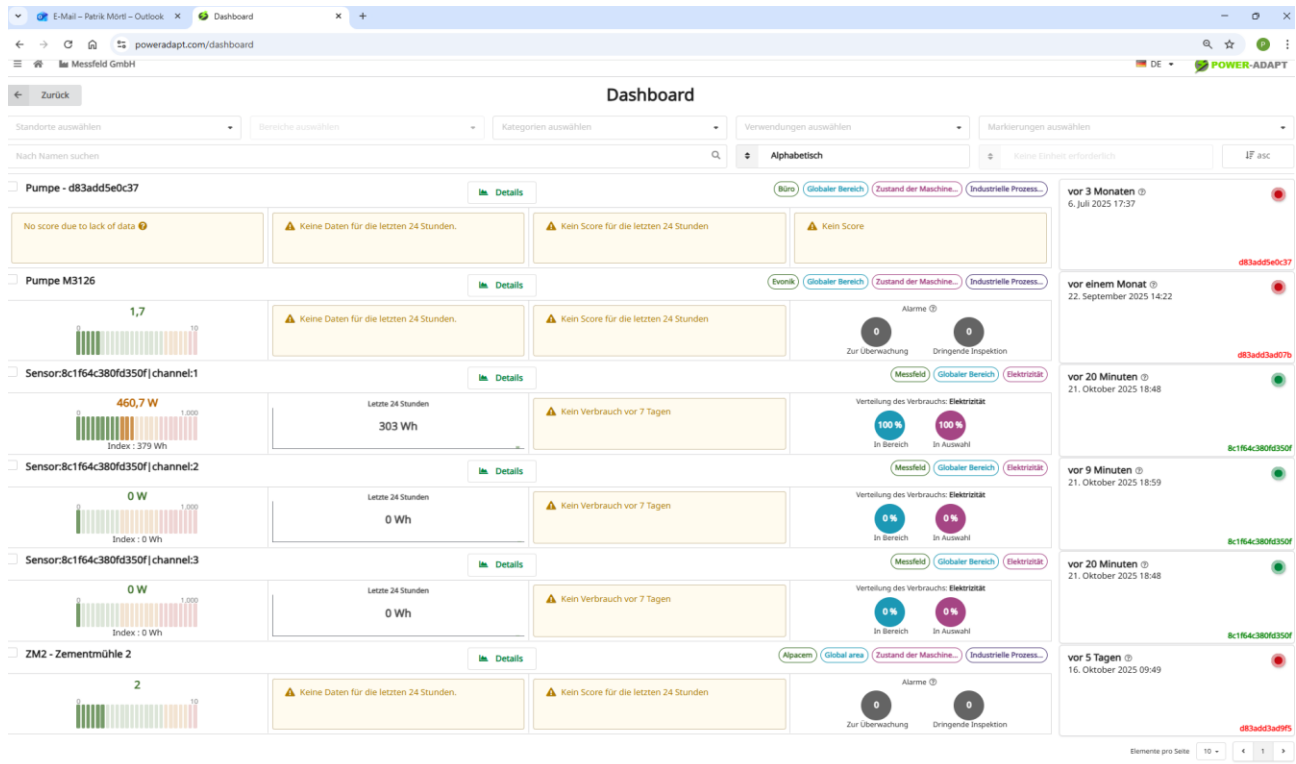 E-Mail – Patrik Mörtl – Outlook
Dashboard
poweradapt.com/dashboard
P
Messfeld GmbH
DE
POWER-ADAPT
Zurück
Dashboard
Standorte auswählen
Bereiche auswählen
Kategorien auswählen
Verwendungen auswählen
Markierungen auswählen
Nach Namen suchen
Alphabetisch
Keine Einheit erforderlich
asc
Pumpe - d83add5e0c37
Details
Büro
Globaler Bereich
Zustand der Maschine...
Industrielle Prozess...
vor 3 Monaten
6. Juli 2025 17:37
No score due to lack of data
Keine Daten für die letzten 24 Stunden.
Kein Score für die letzten 24 Stunden
Kein Score
d83add5e0c37
Pumpe M3126
Details
Evonik
Globaler Bereich
Zustand der Maschine...
Industrielle Prozess...
vor einem Monat
22. September 2025 14:22
1,7
0 10
Keine Daten für die letzten 24 Stunden.
Kein Score für die letzten 24 Stunden
Alarme
0 0
Zur Überwachung Dringende Inspektion
d83add3ad07b
Sensor:8c1f64c380fd350f|channel:1
Details
Messfeld
Globaler Bereich
Elektrizität
vor 20 Minuten
21. Oktober 2025 18:48
460,7 W
0 1.000
Index : 379 Wh
Letzte 24 Stunden
303 Wh
Kein Verbrauch vor 7 Tagen
Verteilung des Verbrauchs: Elektrizität
100 % 100 %
In Bereich In Auswahl
8c1f64c380fd350f
Sensor:8c1f64c380fd350f|channel:2
Details
Messfeld
Globaler Bereich
Elektrizität
vor 9 Minuten
21. Oktober 2025 18:59
0 W
0 1.000
Index : 0 Wh
Letzte 24 Stunden
0 Wh
Kein Verbrauch vor 7 Tagen
Verteilung des Verbrauchs: Elektrizität
0 % 0 %
In Bereich In Auswahl
8c1f64c380fd350f
Sensor:8c1f64c380fd350f|channel:3
Details
Messfeld
Globaler Bereich
Elektrizität
vor 20 Minuten
21. Oktober 2025 18:48
0 W
0 1.000
Index : 0 Wh
Letzte 24 Stunden
0 Wh
Kein Verbrauch vor 7 Tagen
Verteilung des Verbrauchs: Elektrizität
0 % 0 %
In Bereich In Auswahl
8c1f64c380fd350f
ZM2 - Zementmühle 2
Details
Alpacem
Global area
Zustand der Maschine...
Industrielle Prozess...
vor 5 Tagen
16. Oktober 2025 09:49
2
0 10
Keine Daten für die letzten 24 Stunden.
Kein Score für die letzten 24 Stunden
Alarme
0 0
Zur Überwachung Dringende Inspektion
d83add3ad9f5
Elemente pro Seite 10 1